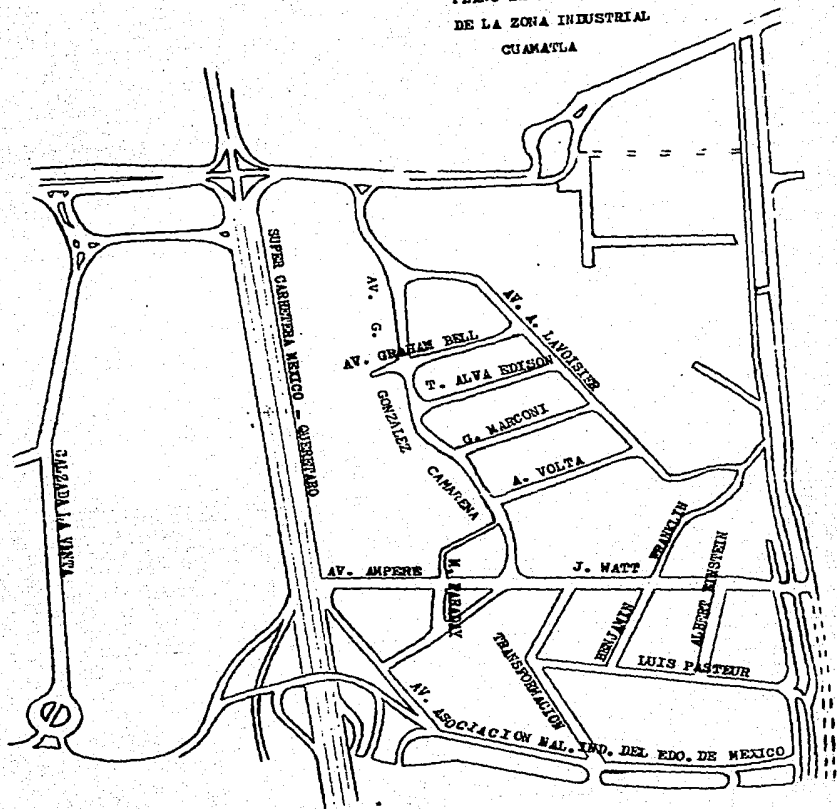 DE LA ZONA INDUSTRIAL
CUAMATLA
SUPER CARRETERA MEXICO - QUERETARO
AV. G.
GONZALEZ
CAMARENA
AV. A. LAVOISIER
AV. GRAHAM BELL
T. ALVA EDISON
G. MARCONI
A. VOLTA
CALZADA LA VENTA
AV. AMPERE
M. FARADAY
J. WATT
BENJAMIN
FRANKLIN
ALBERT EINSTEIN
TRANSFORMACION
LUIS PASTEUR
AV. ASOCIACION NAL. IND. DEL EDO. DE MEXICO